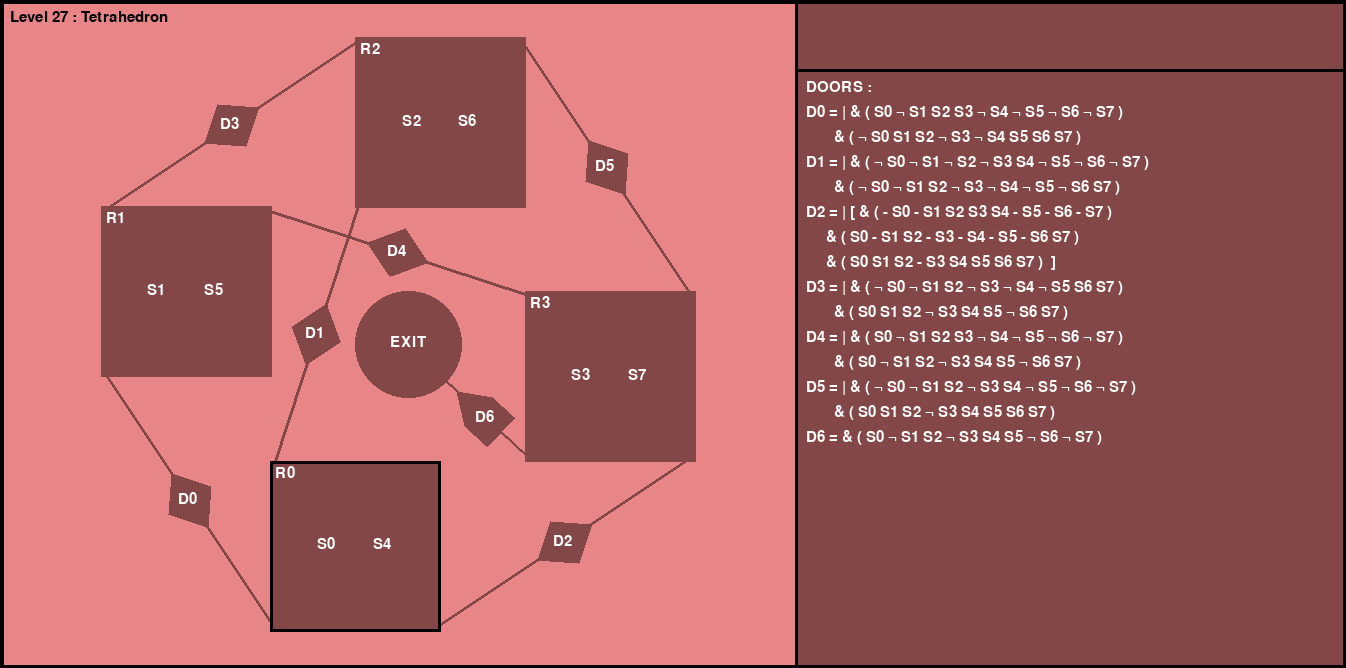 Level 27 : Tetrahedron
R2
D3
S2 S6
D5
R1
D4
S1 S5
R3
D1
EXIT
S3 S7
D6
R0
D0
S0 S4
D2
DOORS :
D0 = | & ( S0 ¬ S1 S2 S3 ¬ S4 ¬ S5 ¬ S6 ¬ S7 )
& ( ¬ S0 S1 S2 ¬ S3 ¬ S4 S5 S6 S7 )
D1 = | & ( ¬ S0 ¬ S1 ¬ S2 ¬ S3 S4 ¬ S5 ¬ S6 ¬ S7 )
& ( ¬ S0 ¬ S1 S2 ¬ S3 ¬ S4 ¬ S5 ¬ S6 S7 )
D2 = | [ & ( - S0 - S1 S2 S3 S4 - S5 - S6 - S7 )
& ( S0 - S1 S2 - S3 - S4 - S5 - S6 S7 )
& ( S0 S1 S2 - S3 S4 S5 S6 S7 ) ]
D3 = | & ( ¬ S0 ¬ S1 S2 ¬ S3 ¬ S4 ¬ S5 S6 S7 )
& ( S0 S1 S2 ¬ S3 S4 S5 ¬ S6 S7 )
D4 = | & ( S0 ¬ S1 S2 S3 ¬ S4 ¬ S5 ¬ S6 ¬ S7 )
& ( S0 ¬ S1 S2 ¬ S3 S4 S5 ¬ S6 S7 )
D5 = | & ( ¬ S0 ¬ S1 S2 ¬ S3 S4 ¬ S5 ¬ S6 ¬ S7 )
& ( S0 S1 S2 ¬ S3 S4 S5 S6 S7 )
D6 = & ( S0 ¬ S1 S2 ¬ S3 S4 S5 ¬ S6 ¬ S7 )